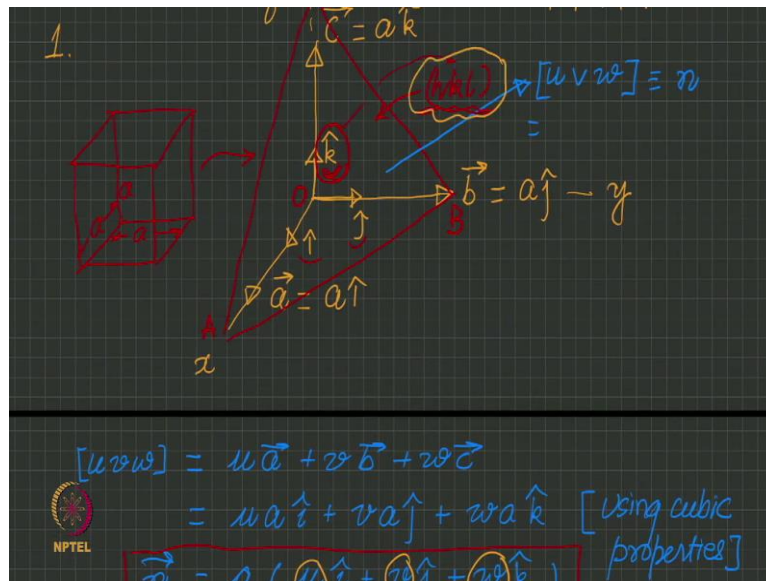 1.
c⃗ = a k̂
(hkl)
[u v w] ≡ n
=
k̂
O
ĵ
b⃗ = a ĵ – y
B
î
a⃗ = a î
A
x
a
a
a
[u v w] = u a⃗ + v b⃗ + w c⃗
= u a î + v a ĵ + w a k̂ [using cubic
properties]
NPTEL
n⃗ = a ( u î + v ĵ + w k̂ )